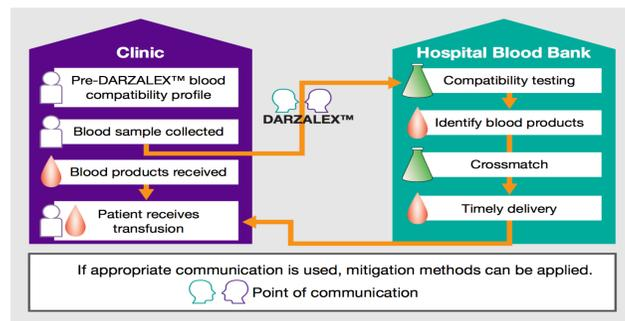 Clinic
Pre-DARZALEX™ blood
compatibility profile
Blood sample collected
Blood products received
Patient receives
transfusion
DARZALEX™
Hospital Blood Bank
Compatibility testing
Identify blood products
Crossmatch
Timely delivery
If appropriate communication is used, mitigation methods can be applied.
Point of communication